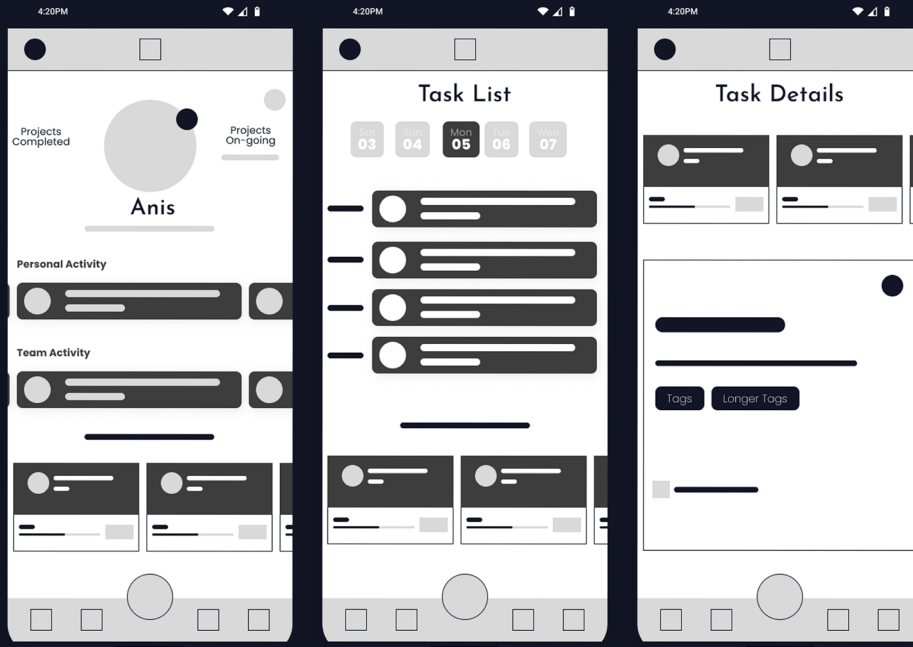 4:20PM
Projects
Completed
Projects
On-going
Anis
Personal Activity
Team Activity
4:20PM
Task List
Sat Sun Mon Tue Wen
03 04 05 06 07
4:20PM
Task Details
Tags Longer Tags